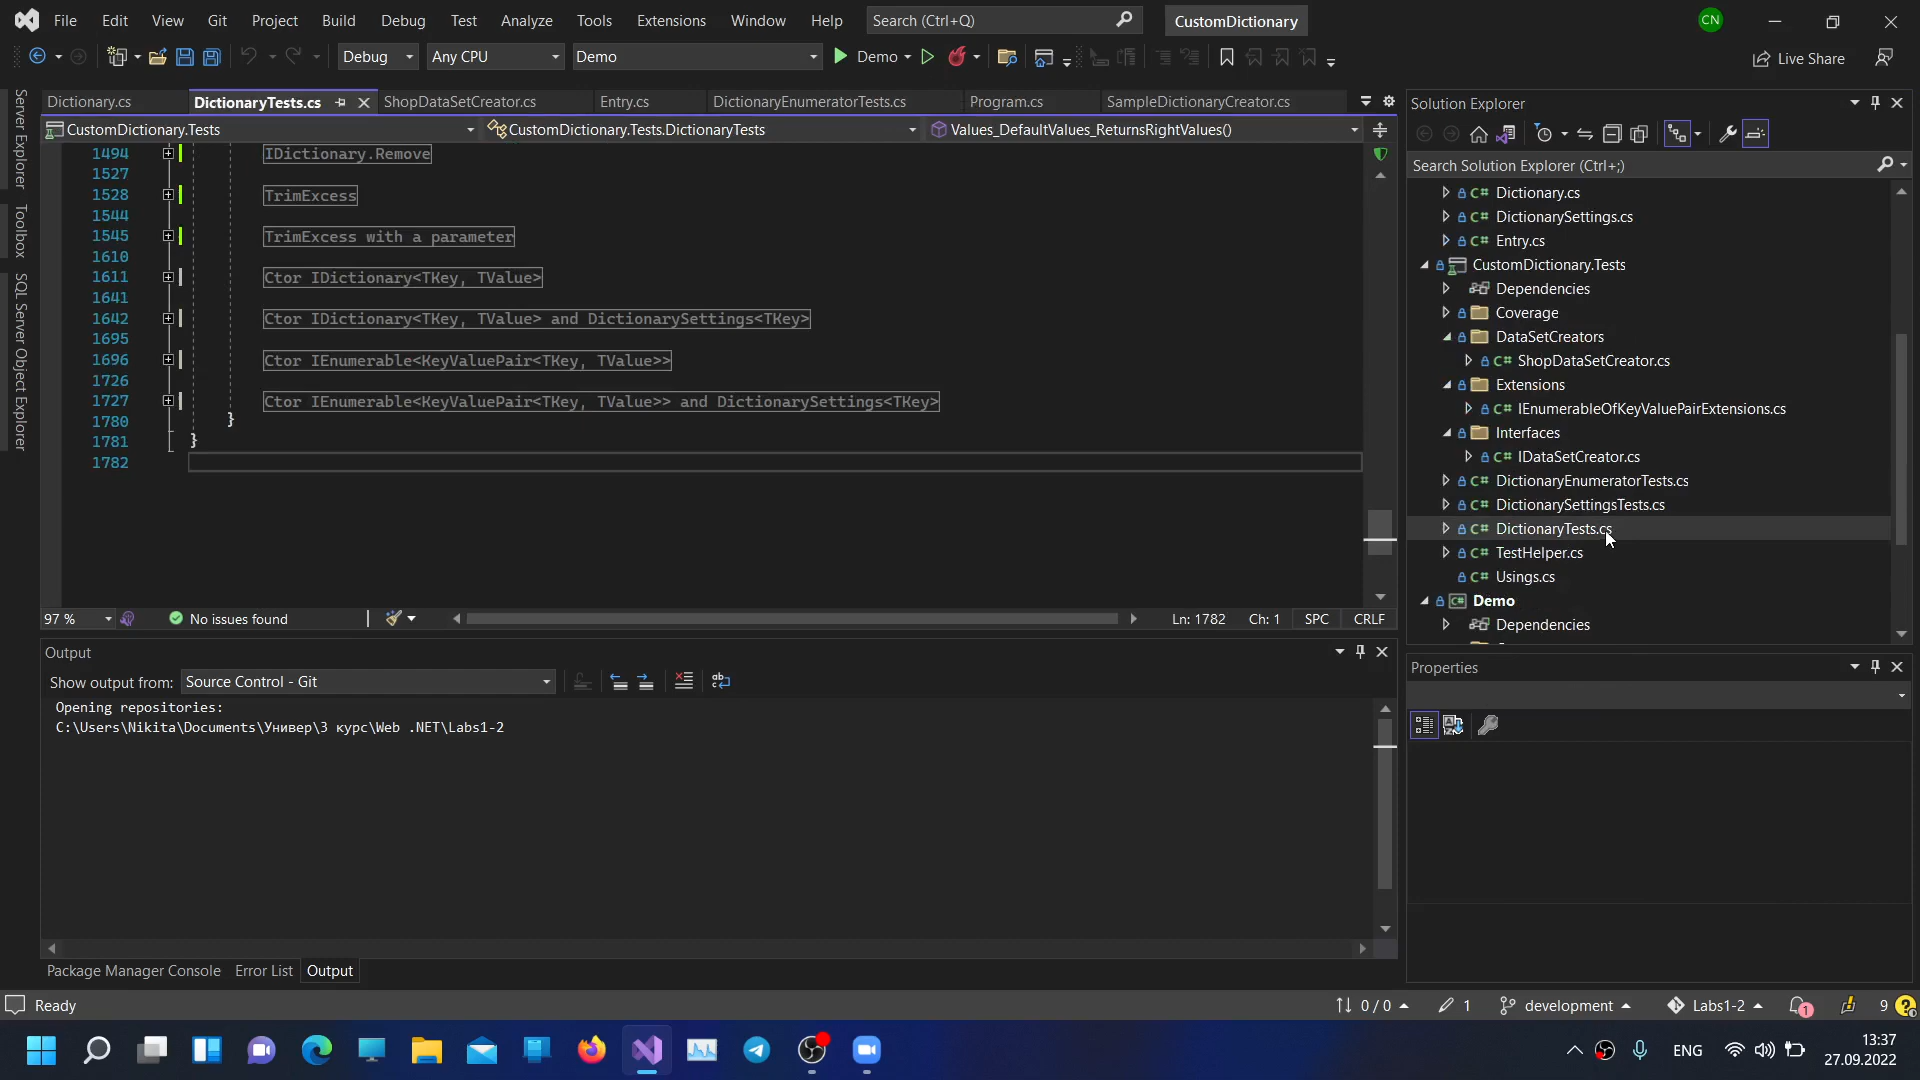 File Edit View Git Project Build Debug Test Analyze Tools Extensions Window Help Search (Ctrl+Q) CustomDictionary CN
Debug Any CPU Demo Demo Live Share
Server Explorer
Toolbox
SQL Server Object Explorer
Dictionary.cs DictionaryTests.cs ShopDataSetCreator.cs Entry.cs DictionaryEnumeratorTests.cs Program.cs SampleDictionaryCreator.cs
CustomDictionary.Tests CustomDictionary.Tests.DictionaryTests Values_DefaultValues_ReturnsRightValues()
1494 IDictionary.Remove
1527
1528 TrimExcess
1544
1545 TrimExcess with a parameter
1610
1611 Ctor IDictionary<TKey, TValue>
1641
1642 Ctor IDictionary<TKey, TValue> and DictionarySettings<TKey>
1695
1696 Ctor IEnumerable<KeyValuePair<TKey, TValue>>
1726
1727 Ctor IEnumerable<KeyValuePair<TKey, TValue>> and DictionarySettings<TKey>
1780 }
1781 }
1782
97 % No issues found Ln: 1782 Ch: 1 SPC CRLF
Output
Show output from: Source Control - Git
Opening repositories:
C:\Users\Nikita\Documents\Универ\3 курс\Web .NET\Labs1-2
Package Manager Console Error List Output
Solution Explorer
Search Solution Explorer (Ctrl+;)
C# Dictionary.cs
C# DictionarySettings.cs
C# Entry.cs
CustomDictionary.Tests
Dependencies
Coverage
DataSetCreators
C# ShopDataSetCreator.cs
Extensions
C# IEnumerableOfKeyValuePairExtensions.cs
Interfaces
C# IDataSetCreator.cs
C# DictionaryEnumeratorTests.cs
C# DictionarySettingsTests.cs
C# DictionaryTests.cs
C# TestHelper.cs
C# Usings.cs
C# Demo
Dependencies
Properties
Ready 0 / 0 1 development Labs1-2 1 9
ENG 13:37
27.09.2022